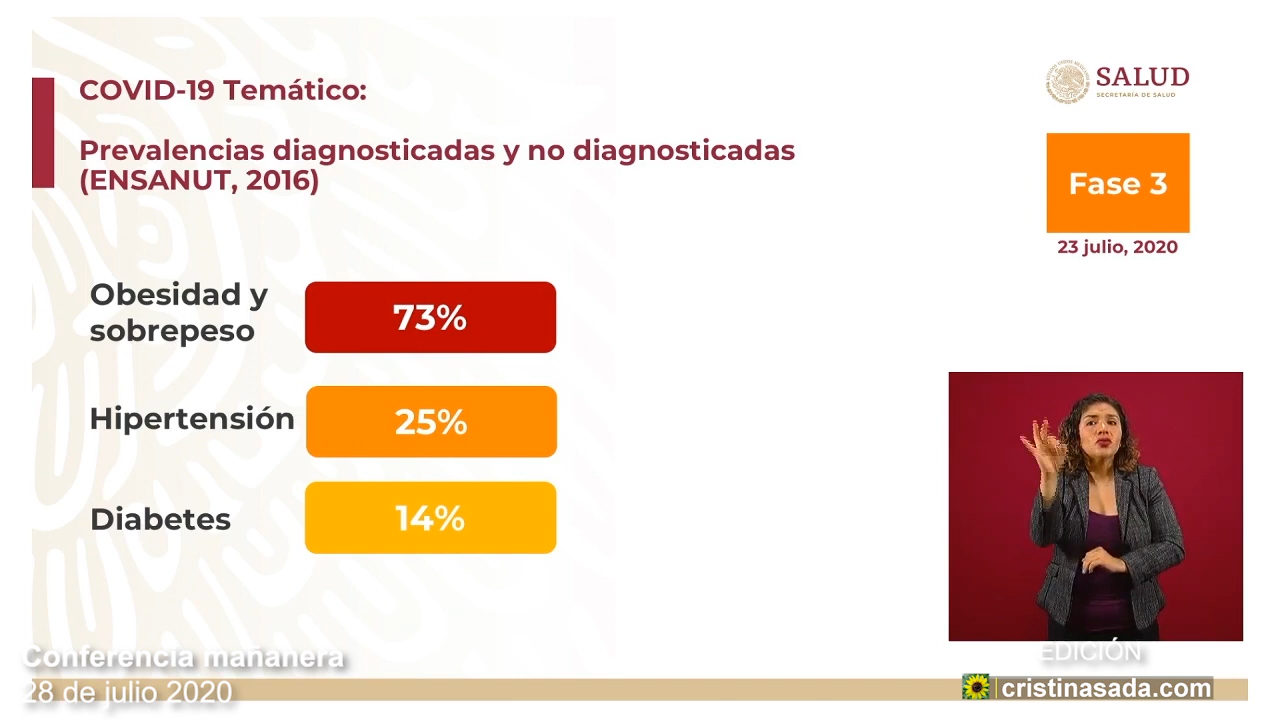 COVID-19 Temático:
SALUD
SECRETARÍA DE SALUD
Prevalencias diagnosticadas y no diagnosticadas
(ENSANUT, 2016)
Fase 3
23 julio, 2020
Obesidad y
sobrepeso
73%
Hipertensión
25%
Diabetes
14%
Conferencia mañanera
28 de julio 2020
EDICIÓN
cristinasada.com